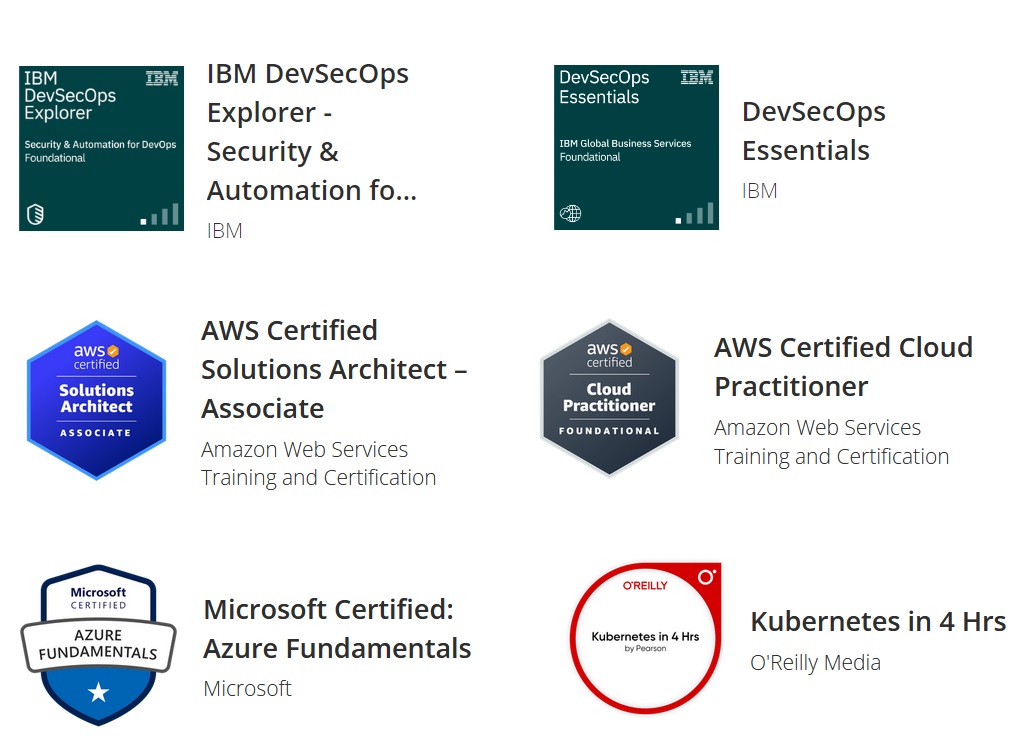 IBM
DevSecOps
Explorer
IBM
Security & Automation for DevOps
Foundational
IBM DevSecOps
Explorer -
Security &
Automation fo...
IBM
DevSecOps
Essentials
IBM
IBM Global Business Services
Foundational
DevSecOps
Essentials
IBM
aws
certified
Solutions
Architect
ASSOCIATE
AWS Certified
Solutions Architect –
Associate
Amazon Web Services
Training and Certification
aws
certified
Cloud
Practitioner
FOUNDATIONAL
AWS Certified Cloud
Practitioner
Amazon Web Services
Training and Certification
Microsoft
CERTIFIED
AZURE
FUNDAMENTALS
Microsoft Certified:
Azure Fundamentals
Microsoft
O'REILLY
Kubernetes in 4 Hrs
by Pearson
Kubernetes in 4 Hrs
O'Reilly Media